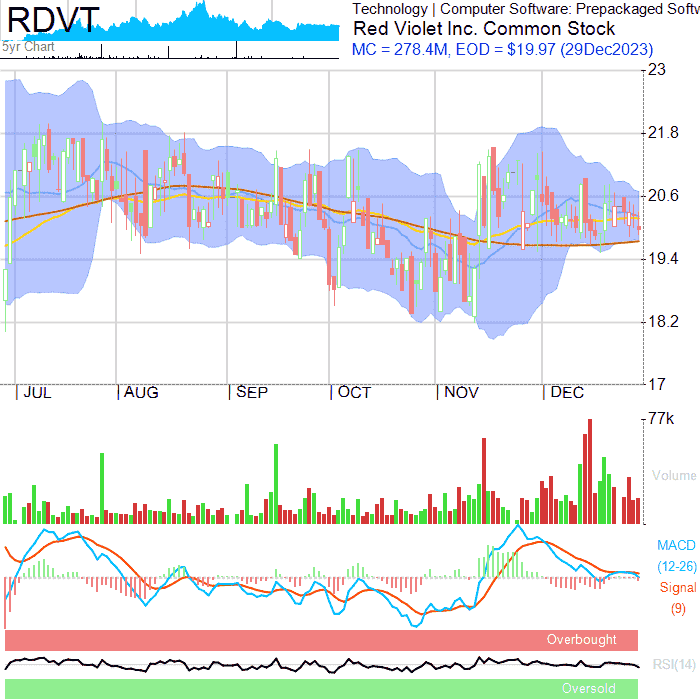 RDVT
5yr Chart
Technology | Computer Software: Prepackaged Softw
Red Violet Inc. Common Stock
MC = 278.4M, EOD = $19.97 (29Dec2023)
23
21.8
20.6
19.4
18.2
17
JUL AUG SEP OCT NOV DEC
77k
Volume
MACD
(12-26)
Signal
(9)
Overbought
RSI(14)
Oversold